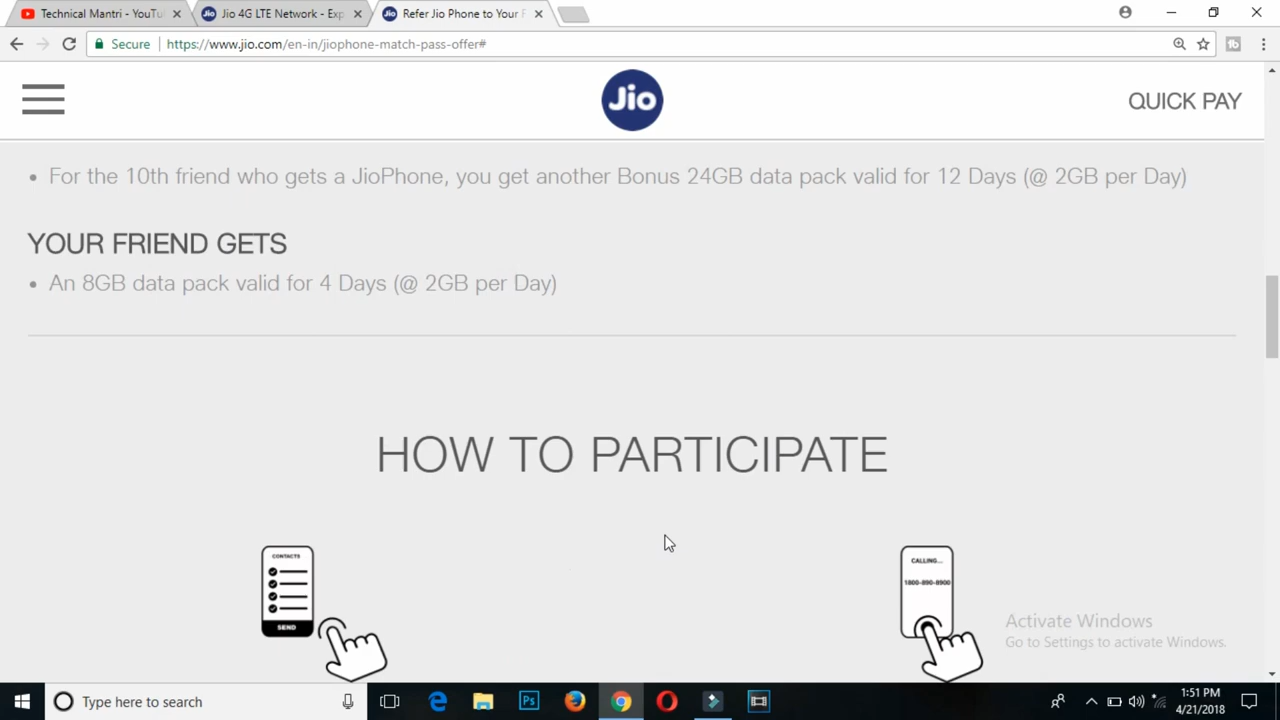 Technical Mantri - YouTu
Jio 4G LTE Network - Exp
Refer Jio Phone to Your F
Secure
https://www.jio.com/en-in/jiophone-match-pass-offer#
Jio
QUICK PAY
• For the 10th friend who gets a JioPhone, you get another Bonus 24GB data pack valid for 12 Days (@ 2GB per Day)
YOUR FRIEND GETS
• An 8GB data pack valid for 4 Days (@ 2GB per Day)
HOW TO PARTICIPATE
CONTACTS
SEND
CALLING...
1800-890-8900
Activate Windows
Go to Settings to activate Windows.
Type here to search
Ps
1:51 PM
4/21/2018